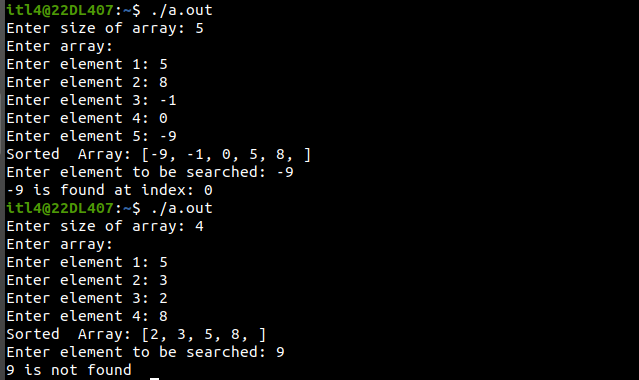 itl4@22DL407:~$ ./a.out
Enter size of array: 5
Enter array:
Enter element 1: 5
Enter element 2: 8
Enter element 3: -1
Enter element 4: 0
Enter element 5: -9
Sorted  Array: [-9, -1, 0, 5, 8, ]
Enter element to be searched: -9
-9 is found at index: 0
itl4@22DL407:~$ ./a.out
Enter size of array: 4
Enter array:
Enter element 1: 5
Enter element 2: 3
Enter element 3: 2
Enter element 4: 8
Sorted  Array: [2, 3, 5, 8, ]
Enter element to be searched: 9
9 is not found